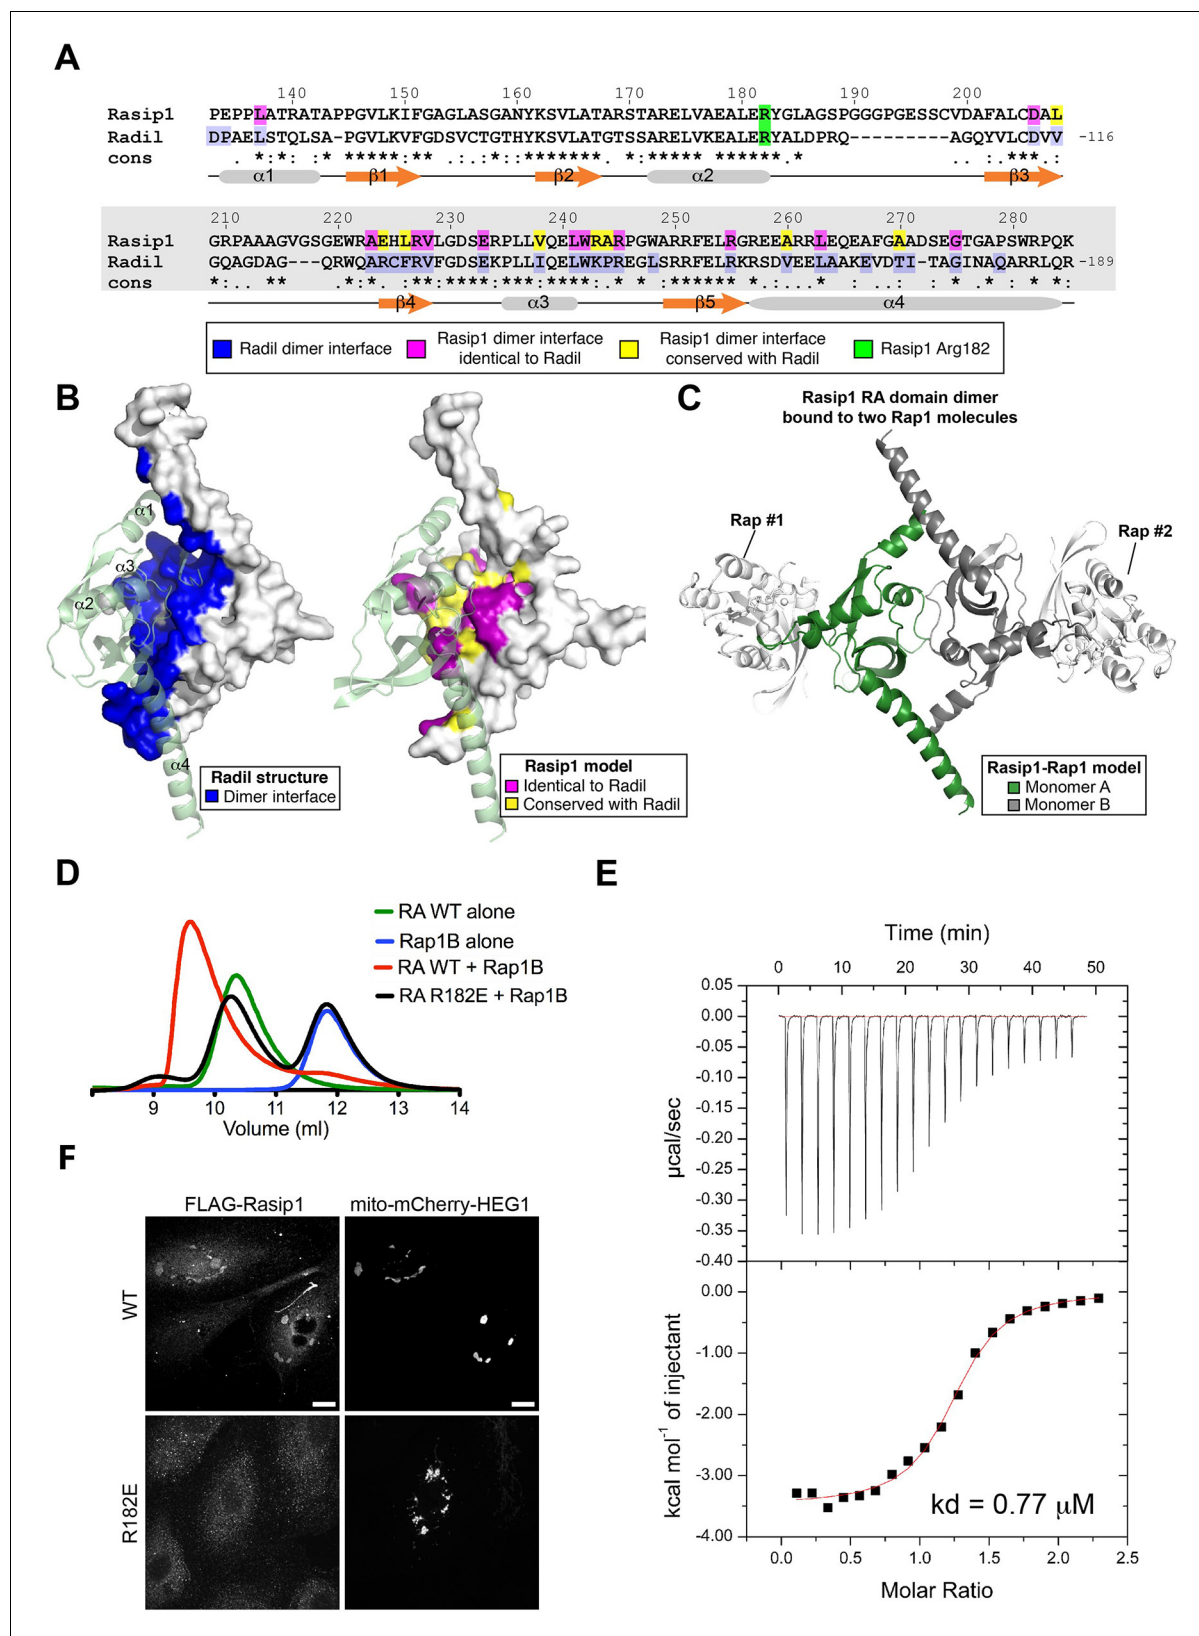 A
140 150 160 170 180 190 200
Rasip1 PEPPLATRATAPPGVLKIFGAGLASGANYKSVLATARSTARELVAEALERYGLAGSPGGGPGESSCVDAFALCDAL
Radil DPAELSTQLSA-PGVLKVFGDSVCTGTHYKSVLATGTSSARELVKEALERYALDPRQ---------AGQYVLCDVV -116
cons
α1 β1 β2 α2 β3
210 220 230 240 250 260 270 280
Rasip1 GRPAAAGVGSGEWRAEHLRVLGDSERPLLVQELWRARPGWARRFELRGREEARRLEQEAFGAADSEGTGAPSWRPQK
Radil GQAGDAG---QRWQARCFRVFGDSEKPLLIQELWKPREGLSRRFELRKRSDVEELAAKEVDTI-TAGINAQARRLQR -189
cons
β4 α3 β5 α4
Radil dimer interface
Rasip1 dimer interface
identical to Radil
Rasip1 dimer interface
conserved with Radil
Rasip1 Arg182
B
α1
α3
α2
α4
Radil structure
Dimer interface
Rasip1 model
Identical to Radil
Conserved with Radil
C
Rasip1 RA domain dimer
bound to two Rap1 molecules
Rap #1
Rap #2
Rasip1-Rap1 model
Monomer A
Monomer B
D
RA WT alone
Rap1B alone
RA WT + Rap1B
RA R182E + Rap1B
9 10 11 12 13 14
Volume (ml)
E
Time (min)
0 10 20 30 40 50
0.05
0.00
-0.05
-0.10
-0.15
-0.20
-0.25
-0.30
-0.35
-0.40
µcal/sec
0.00
-1.00
-2.00
-3.00
-4.00
kcal mol⁻¹ of injectant
kd = 0.77 µM
0.0 0.5 1.0 1.5 2.0 2.5
Molar Ratio
F
FLAG-Rasip1 mito-mCherry-HEG1
WT
R182E